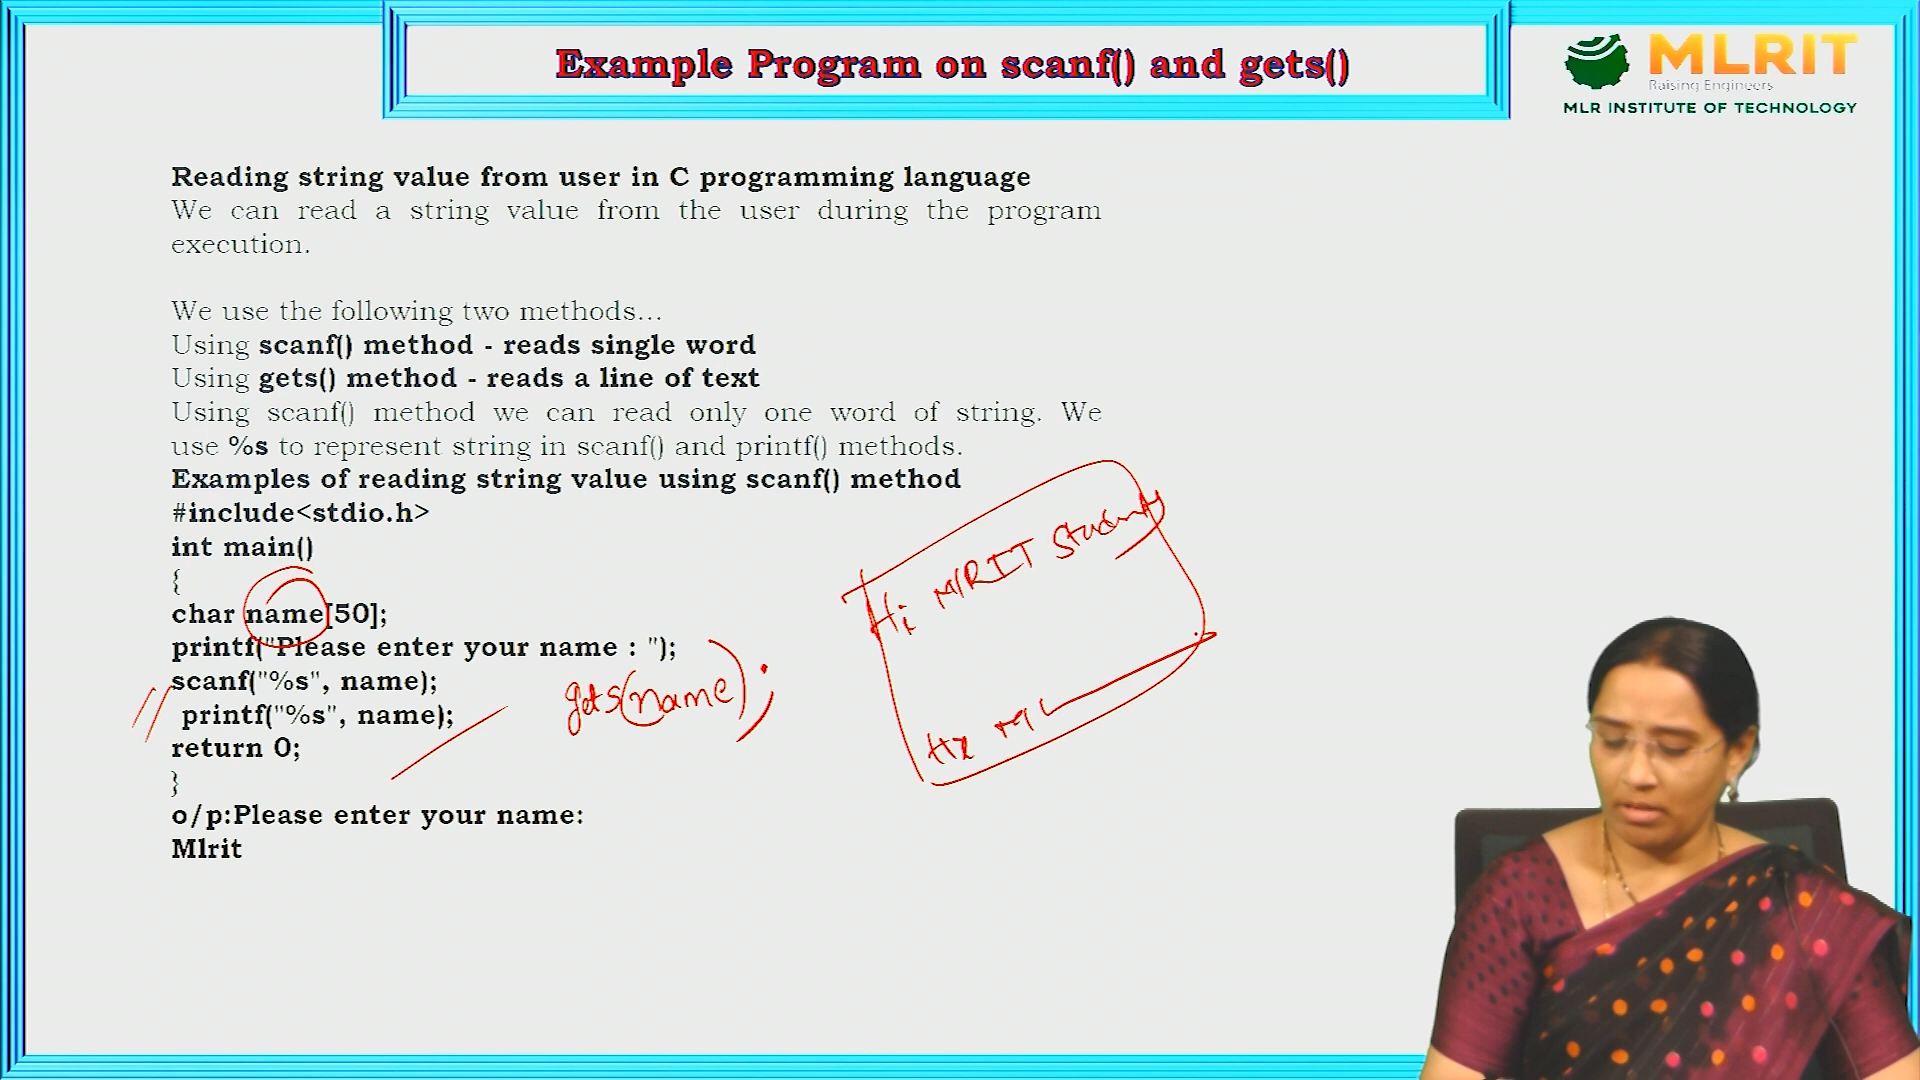 Example Program on scanf() and gets()
MLRIT
Raising Engineers
MLR INSTITUTE OF TECHNOLOGY
Reading string value from user in C programming language
We can read a string value from the user during the program
execution.
We use the following two methods...
Using scanf() method - reads single word
Using gets() method - reads a line of text
Using scanf() method we can read only one word of string. We
use %s to represent string in scanf() and printf() methods.
Examples of reading string value using scanf() method
#include<stdio.h>
int main()
{
char name[50];
printf("Please enter your name : ");
scanf("%s", name);
printf("%s", name);
return 0;
}
o/p:Please enter your name:
Mlrit
//
gets(name);
Hi MLRIT Students